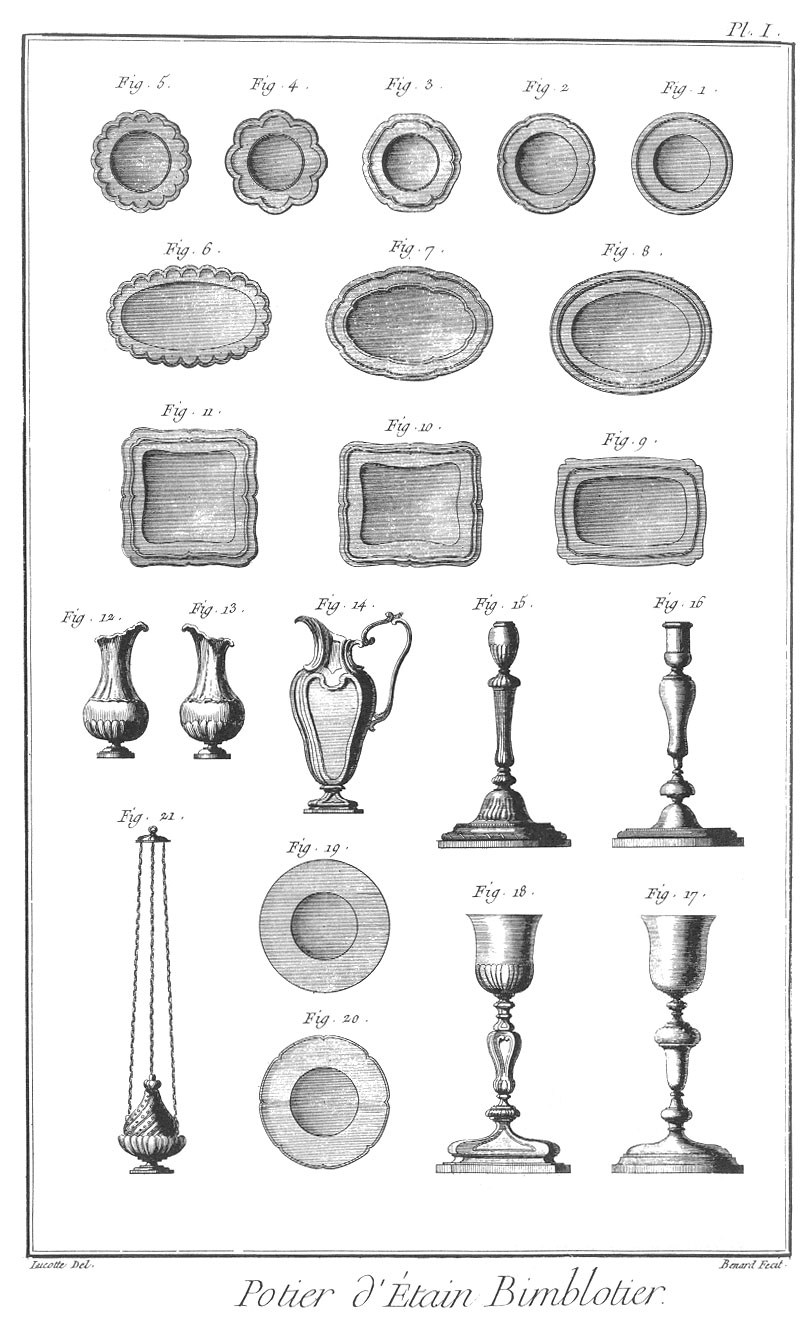 Pl. I.
Fig. 5. Fig. 4. Fig. 3. Fig. 2 Fig. 1.
Fig. 6. Fig. 7. Fig. 8.
Fig. 11. Fig. 10. Fig. 9.
Fig. 12. Fig. 13. Fig. 14. Fig. 15. Fig. 16
Fig. 21. Fig. 19. Fig. 18. Fig. 17.
Fig. 20.
Lucotte Del. Benard Fecit.
Potier d'Étain Bimblotier.